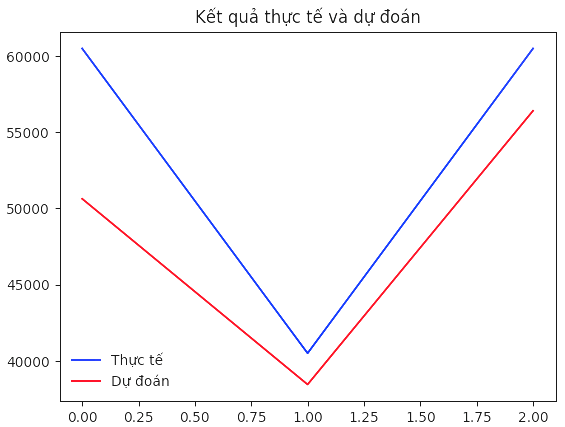 Kết quả thực tế và dự đoán
60000
55000
50000
45000
40000
Thực tế
Dự đoán
0.00 0.25 0.50 0.75 1.00 1.25 1.50 1.75 2.00